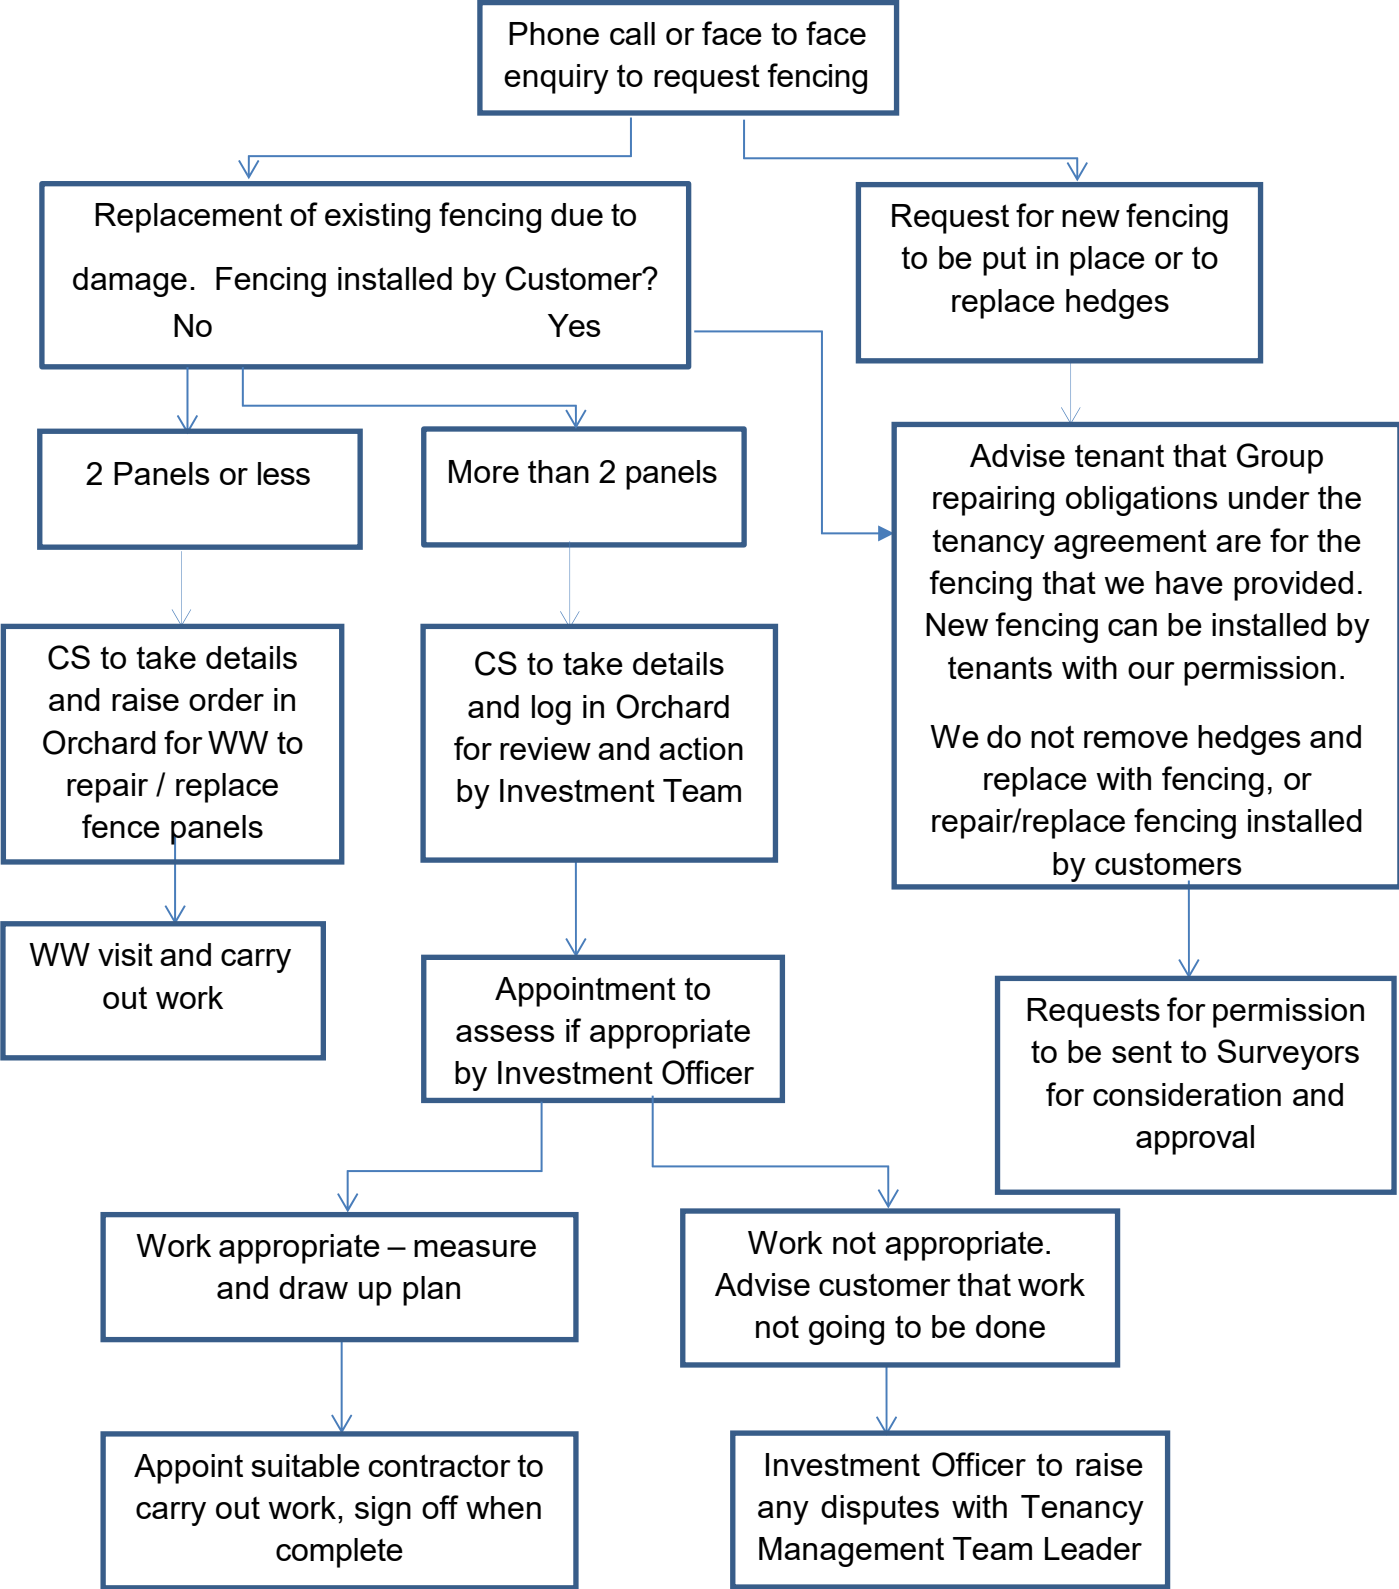 Phone call or face to face
enquiry to request fencing
Replacement of existing fencing due to
damage.  Fencing installed by Customer?
No Yes
Request for new fencing
to be put in place or to
replace hedges
2 Panels or less
More than 2 panels
Advise tenant that Group
repairing obligations under the
tenancy agreement are for the
fencing that we have provided.
New fencing can be installed by
tenants with our permission.
We do not remove hedges and
replace with fencing, or
repair/replace fencing installed
by customers
CS to take details
and raise order in
Orchard for WW to
repair / replace
fence panels
CS to take details
and log in Orchard
for review and action
by Investment Team
WW visit and carry
out work
Appointment to
assess if appropriate
by Investment Officer
Requests for permission
to be sent to Surveyors
for consideration and
approval
Work appropriate – measure
and draw up plan
Work not appropriate.
Advise customer that work
not going to be done
Appoint suitable contractor to
carry out work, sign off when
complete
Investment Officer to raise
any disputes with Tenancy
Management Team Leader